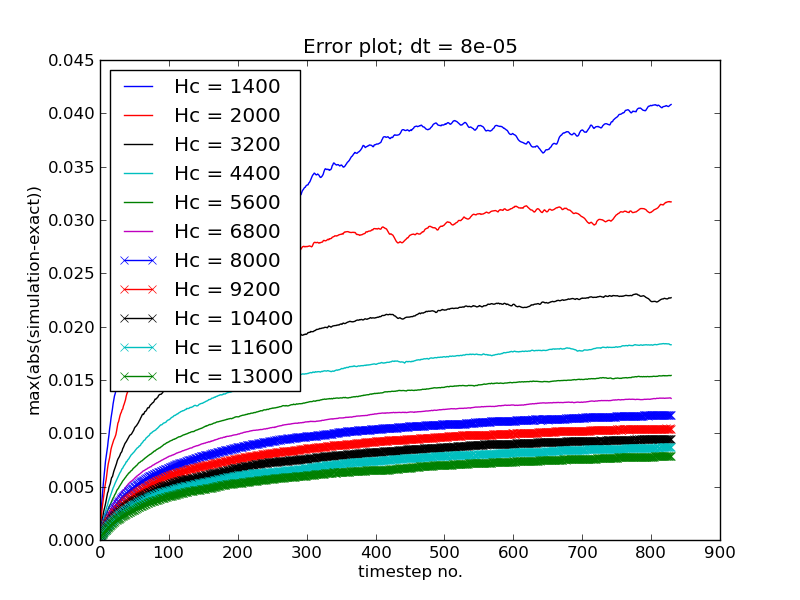 Error plot; dt = 8e-05
max(abs(simulation-exact))
0.045
0.040
0.035
0.030
0.025
0.020
0.015
0.010
0.005
0.000
Hc = 1400
Hc = 2000
Hc = 3200
Hc = 4400
Hc = 5600
Hc = 6800
Hc = 8000
Hc = 9200
Hc = 10400
Hc = 11600
Hc = 13000
0 100 200 300 400 500 600 700 800 900
timestep no.